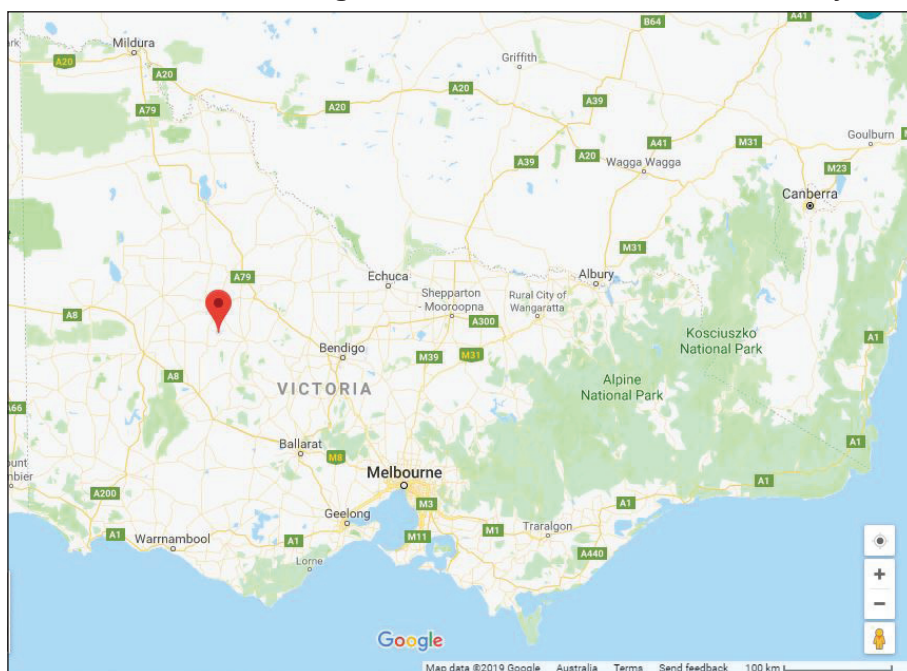 B64
A41
Mildura
A20
Griffith
A20
A20
A20
A79
A39
A41
Goulburn
M31
A20
A39
Wagga Wagga
M23
Canberra
M31
A79
Echuca
Albury
Shepparton
- Mooroopna
Rural City of
Wangaratta
A8
A300
Kosciuszko
National Park
A1
Bendigo
M39
M31
A8
VICTORIA
Alpine
National Park
A66
Ballarat
M8
A1
Melbourne
A1
A200
M3
A1
Geelong
Traralgon
A1
Warrnambool
A1
M11
M1
A440
Lorne
Google
Map data ©2019 Google Australia Terms Send feedback 100 km